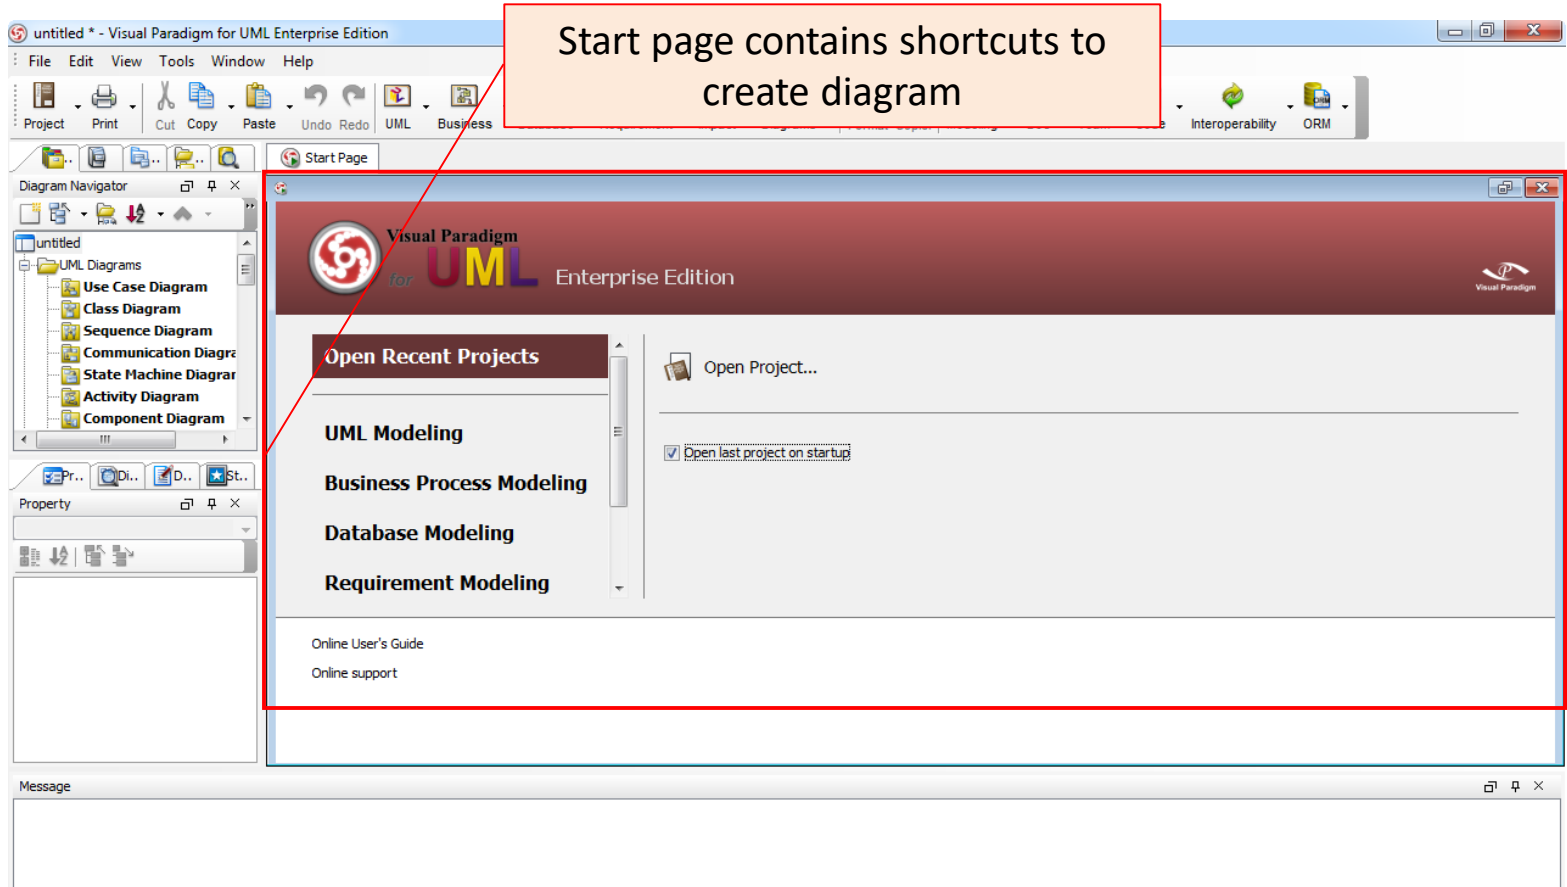 untitled * - Visual Paradigm for UML Enterprise Edition
Start page contains shortcuts to
create diagram
File Edit View Tools Window Help
Project Print Cut Copy Paste Undo Redo UML Business Interoperability ORM
Start Page
Diagram Navigator
untitled
UML Diagrams
Use Case Diagram
Class Diagram
Sequence Diagram
Communication Diagra
State Machine Diagrar
Activity Diagram
Component Diagram
Visual Paradigm
for UML Enterprise Edition
Visual Paradigm
Open Recent Projects
UML Modeling
Business Process Modeling
Database Modeling
Requirement Modeling
Open Project...
Open last project on startup
Online User's Guide
Online support
Pr.. Di.. D.. St..
Property
Message